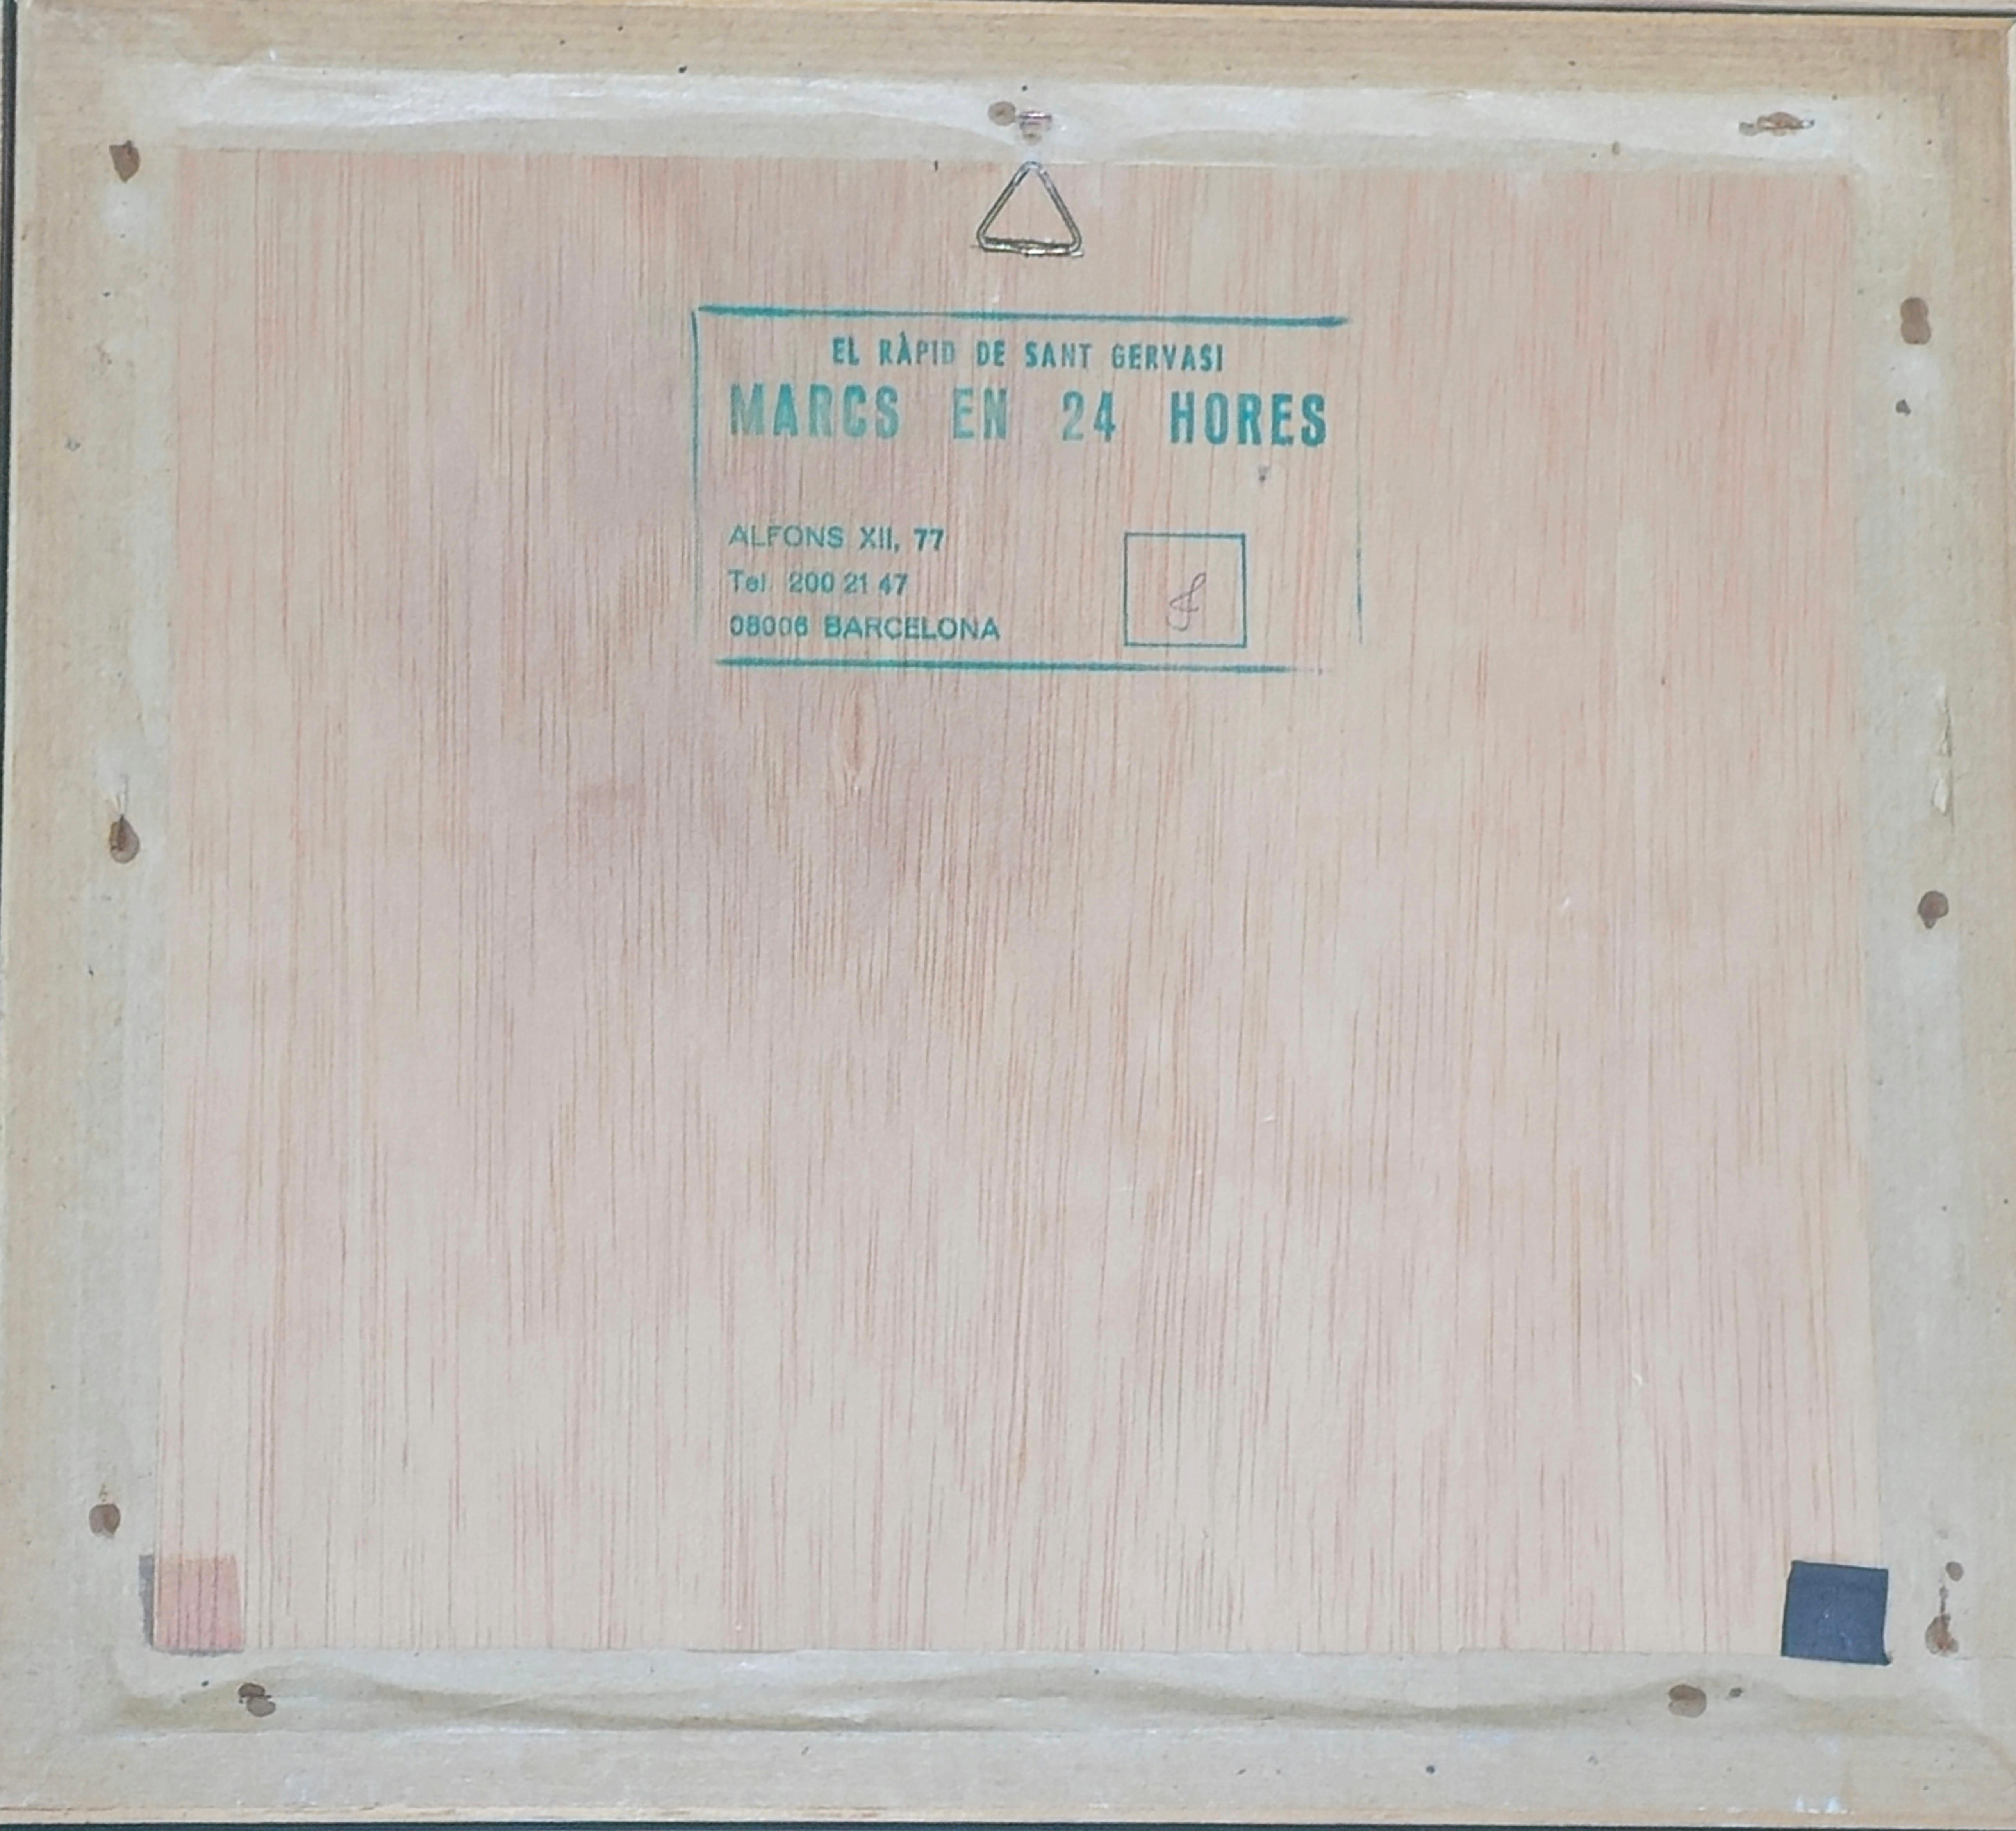 EL RÀPID DE SANT GERVASI
MARCS EN 24 HORES
ALFONS XII, 77
Tel. 200 21 47
08006 BARCELONA